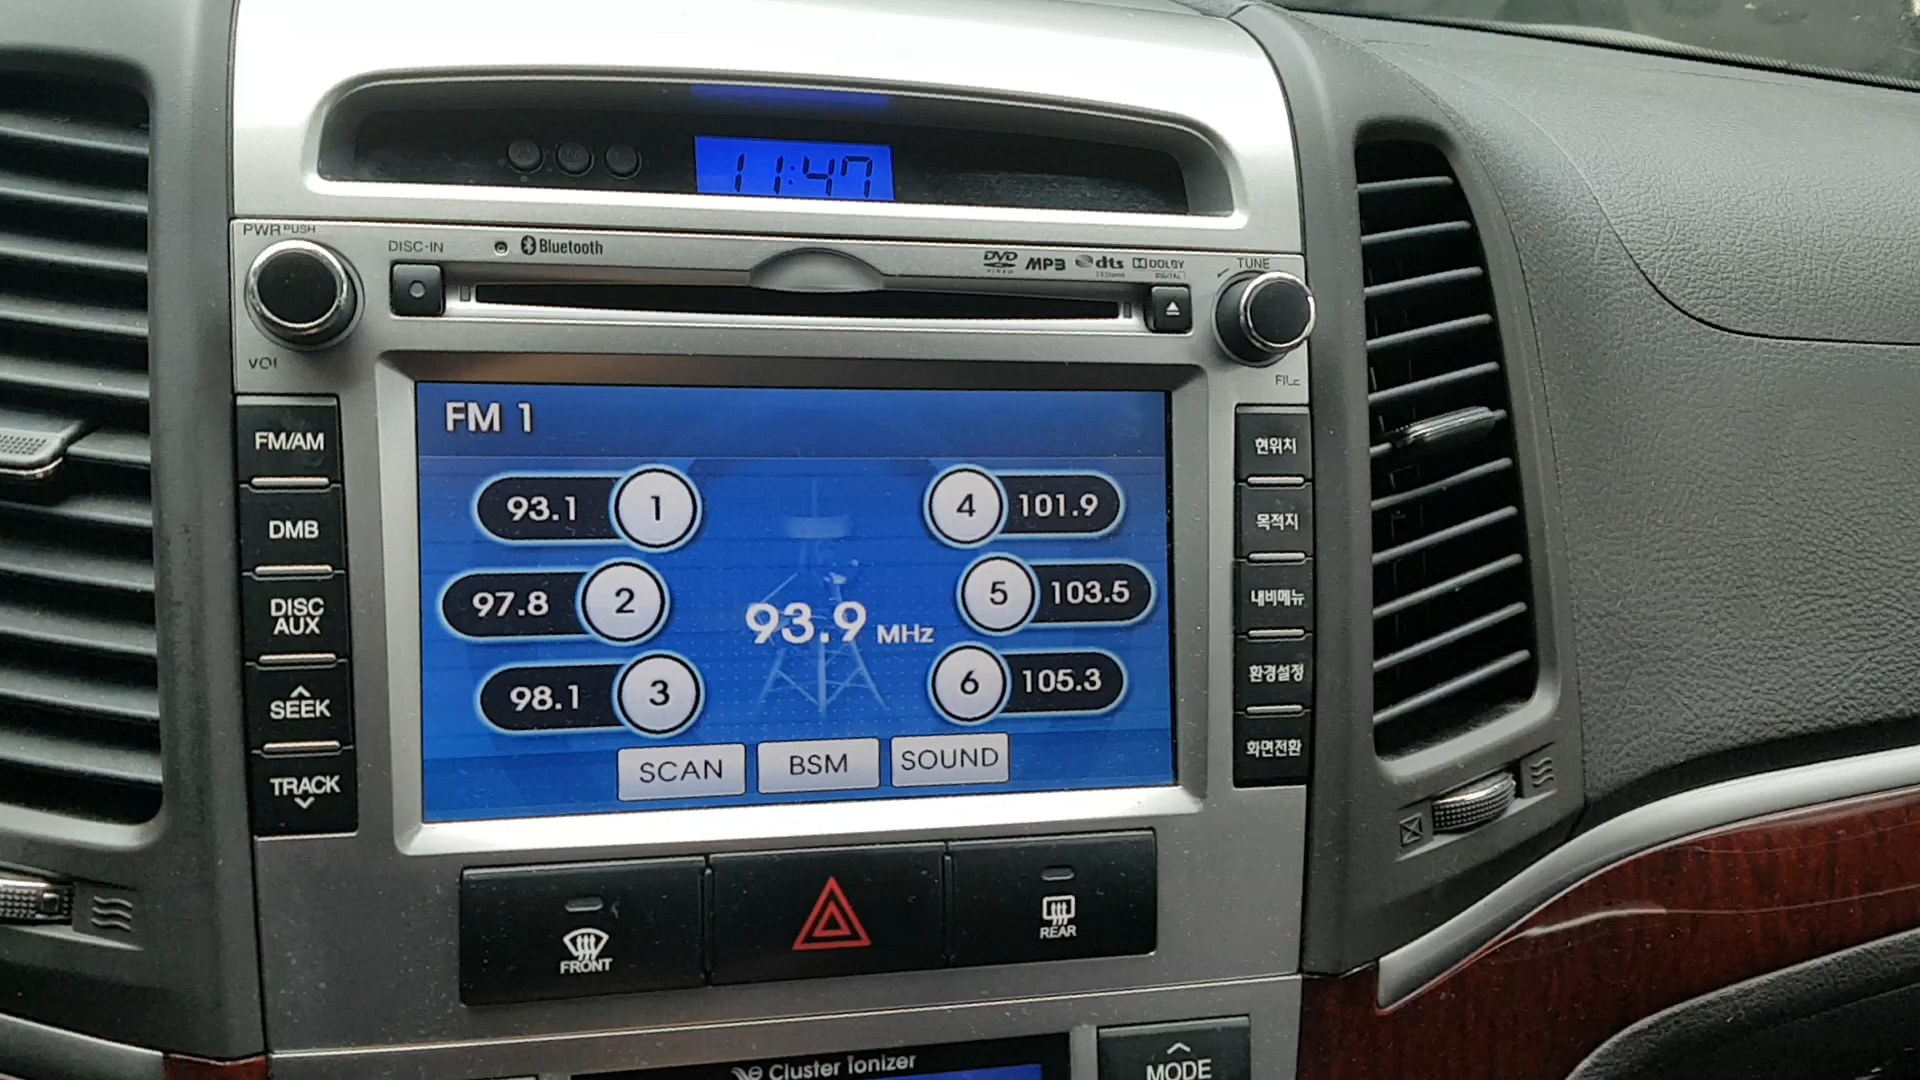 11:47
PWR PUSH
DISC-IN
Bluetooth
DVD VIDEO
MP3
dts
DOLBY DIGITAL
TUNE
VOL
FILE
FM/AM
DMB
DISC
AUX
SEEK
TRACK
FM 1
93.1 1
97.8 2
98.1 3
93.9 MHz
4 101.9
5 103.5
6 105.3
SCAN
BSM
SOUND
현위치
목적지
내비메뉴
환경설정
화면전환
FRONT
REAR
Cluster Ionizer
MODE